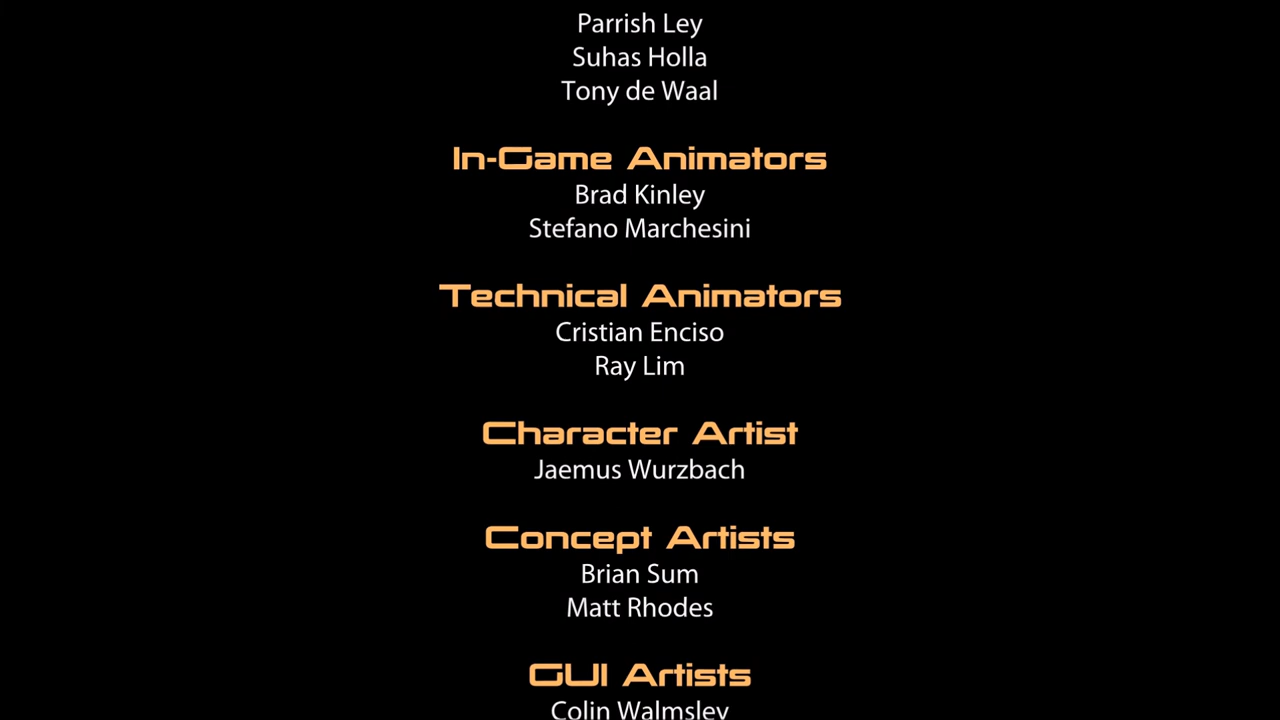 Parrish Ley
Suhas Holla
Tony de Waal
In-Game Animators
Brad Kinley
Stefano Marchesini
Technical Animators
Cristian Enciso
Ray Lim
Character Artist
Jaemus Wurzbach
Concept Artists
Brian Sum
Matt Rhodes
GUI Artists
Colin Walmsley